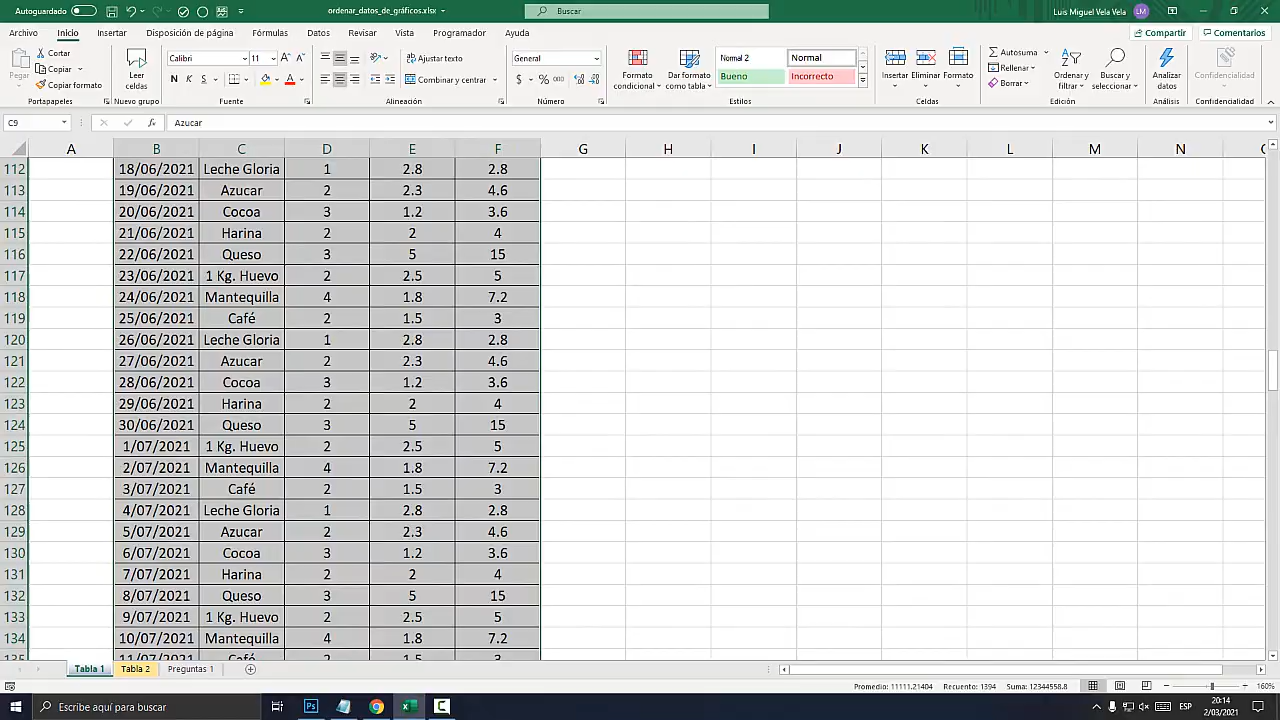 Autoguardado
ordenar_datos_de_gráficos.xlsx
Buscar
Luis Miguel Vela Vela
LM
Archivo Inicio Insertar Disposición de página Fórmulas Datos Revisar Vista Programador Ayuda
Compartir
Comentarios
Pegar
Cortar
Copiar
Copiar formato
Portapapeles
Leer celdas
Nuevo grupo
Calibri 11
N K S
Fuente
Ajustar texto
Combinar y centrar
Alineación
General
Número
Formato condicional
Dar formato como tabla
Normal 2 Normal
Bueno Incorrecto
Estilos
Insertar Eliminar Formato
Celdas
Autosuma
Rellenar
Borrar
Ordenar y filtrar
Buscar y seleccionar
Edición
Analizar datos
Análisis
Confidencialidad
Confidencialidad
C9 fx Azucar
A B C D E F G H I J K L M N
112 18/06/2021 Leche Gloria 1 2.8 2.8
113 19/06/2021 Azucar 2 2.3 4.6
114 20/06/2021 Cocoa 3 1.2 3.6
115 21/06/2021 Harina 2 2 4
116 22/06/2021 Queso 3 5 15
117 23/06/2021 1 Kg. Huevo 2 2.5 5
118 24/06/2021 Mantequilla 4 1.8 7.2
119 25/06/2021 Café 2 1.5 3
120 26/06/2021 Leche Gloria 1 2.8 2.8
121 27/06/2021 Azucar 2 2.3 4.6
122 28/06/2021 Cocoa 3 1.2 3.6
123 29/06/2021 Harina 2 2 4
124 30/06/2021 Queso 3 5 15
125 1/07/2021 1 Kg. Huevo 2 2.5 5
126 2/07/2021 Mantequilla 4 1.8 7.2
127 3/07/2021 Café 2 1.5 3
128 4/07/2021 Leche Gloria 1 2.8 2.8
129 5/07/2021 Azucar 2 2.3 4.6
130 6/07/2021 Cocoa 3 1.2 3.6
131 7/07/2021 Harina 2 2 4
132 8/07/2021 Queso 3 5 15
133 9/07/2021 1 Kg. Huevo 2 2.5 5
134 10/07/2021 Mantequilla 4 1.8 7.2
135 11/07/2021 Café 2 1.5 3
Tabla 1 Tabla 2 Preguntas 1
Promedio: 11111.21404 Recuento: 1394 Suma: 12344558.8
160%
Escribe aquí para buscar
ESP
20:14
2/03/2021